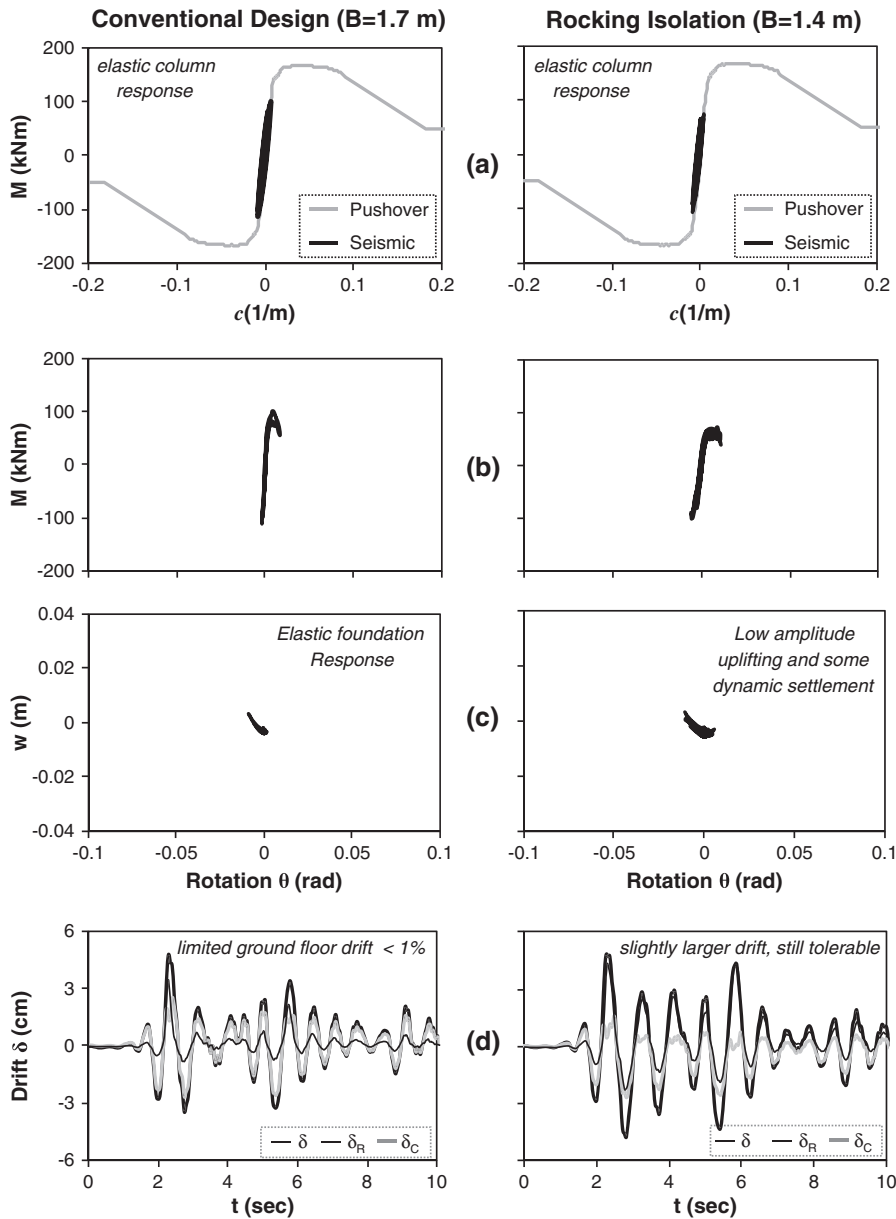 Conventional Design (B=1.7 m)
Rocking Isolation (B=1.4 m)
200
100
0
-100
-200
M (kNm)
elastic column
response
Pushover
Seismic
-0.2
-0.1
0
0.1
0.2
c(1/m)
(a)
elastic column
response
Pushover
Seismic
-0.2
-0.1
0
0.1
0.2
c(1/m)
200
100
0
-100
-200
M (kNm)
(b)
0.04
0.02
0
-0.02
-0.04
w (m)
Elastic foundation
Response
-0.1
-0.05
0
0.05
0.1
Rotation θ (rad)
(c)
Low amplitude
uplifting and some
dynamic settlement
-0.1
-0.05
0
0.05
0.1
Rotation θ (rad)
6
3
0
-3
-6
Drift δ (cm)
limited ground floor drift < 1%
δ δR δC
0
2
4
6
8
10
t (sec)
(d)
slightly larger drift, still tolerable
δ δR δC
0
2
4
6
8
10
t (sec)